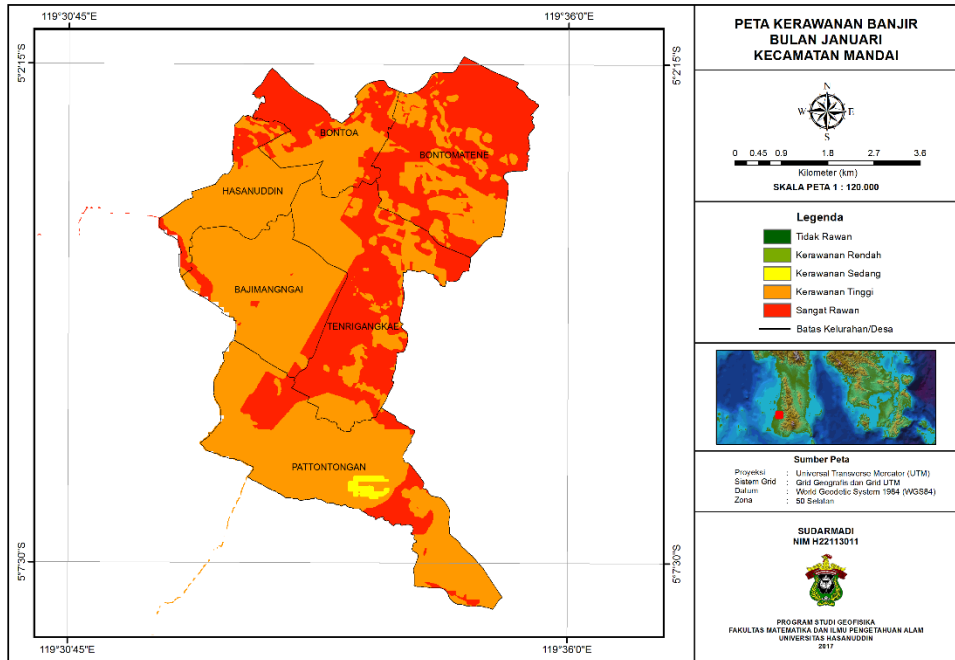 119°30'45"E
119°36'0"E
5°2'15"S
5°2'15"S
BONTOA
BONTOMATENE
HASANUDDIN
BAJIMANGNGAI
TENRIGANGKAE
PATTONTONGAN
5°7'30"S
5°7'30"S
119°30'45"E
119°36'0"E
PETA KERAWANAN BANJIR
BULAN JANUARI
KECAMATAN MANDAI
N
W E
S
0 0.45 0.9 1.8 2.7 3.6
Kilometer (km)
SKALA PETA 1 : 120.000
Legenda
Tidak Rawan
Kerawanan Rendah
Kerawanan Sedang
Kerawanan Tinggi
Sangat Rawan
Batas Kelurahan/Desa
Sumber Peta
Proyeksi : Universal Transverse Mercator (UTM)
Sistem Grid : Grid Geografis dan Grid UTM
Datum : World Geodetic System 1984 (WGS84)
Zona : 50 Selatan
SUDARMADI
NIM H22113011
PROGRAM STUDI GEOFISIKA
FAKULTAS MATEMATIKA DAN ILMU PENGETAHUAN ALAM
UNIVERSITAS HASANUDDIN
2017